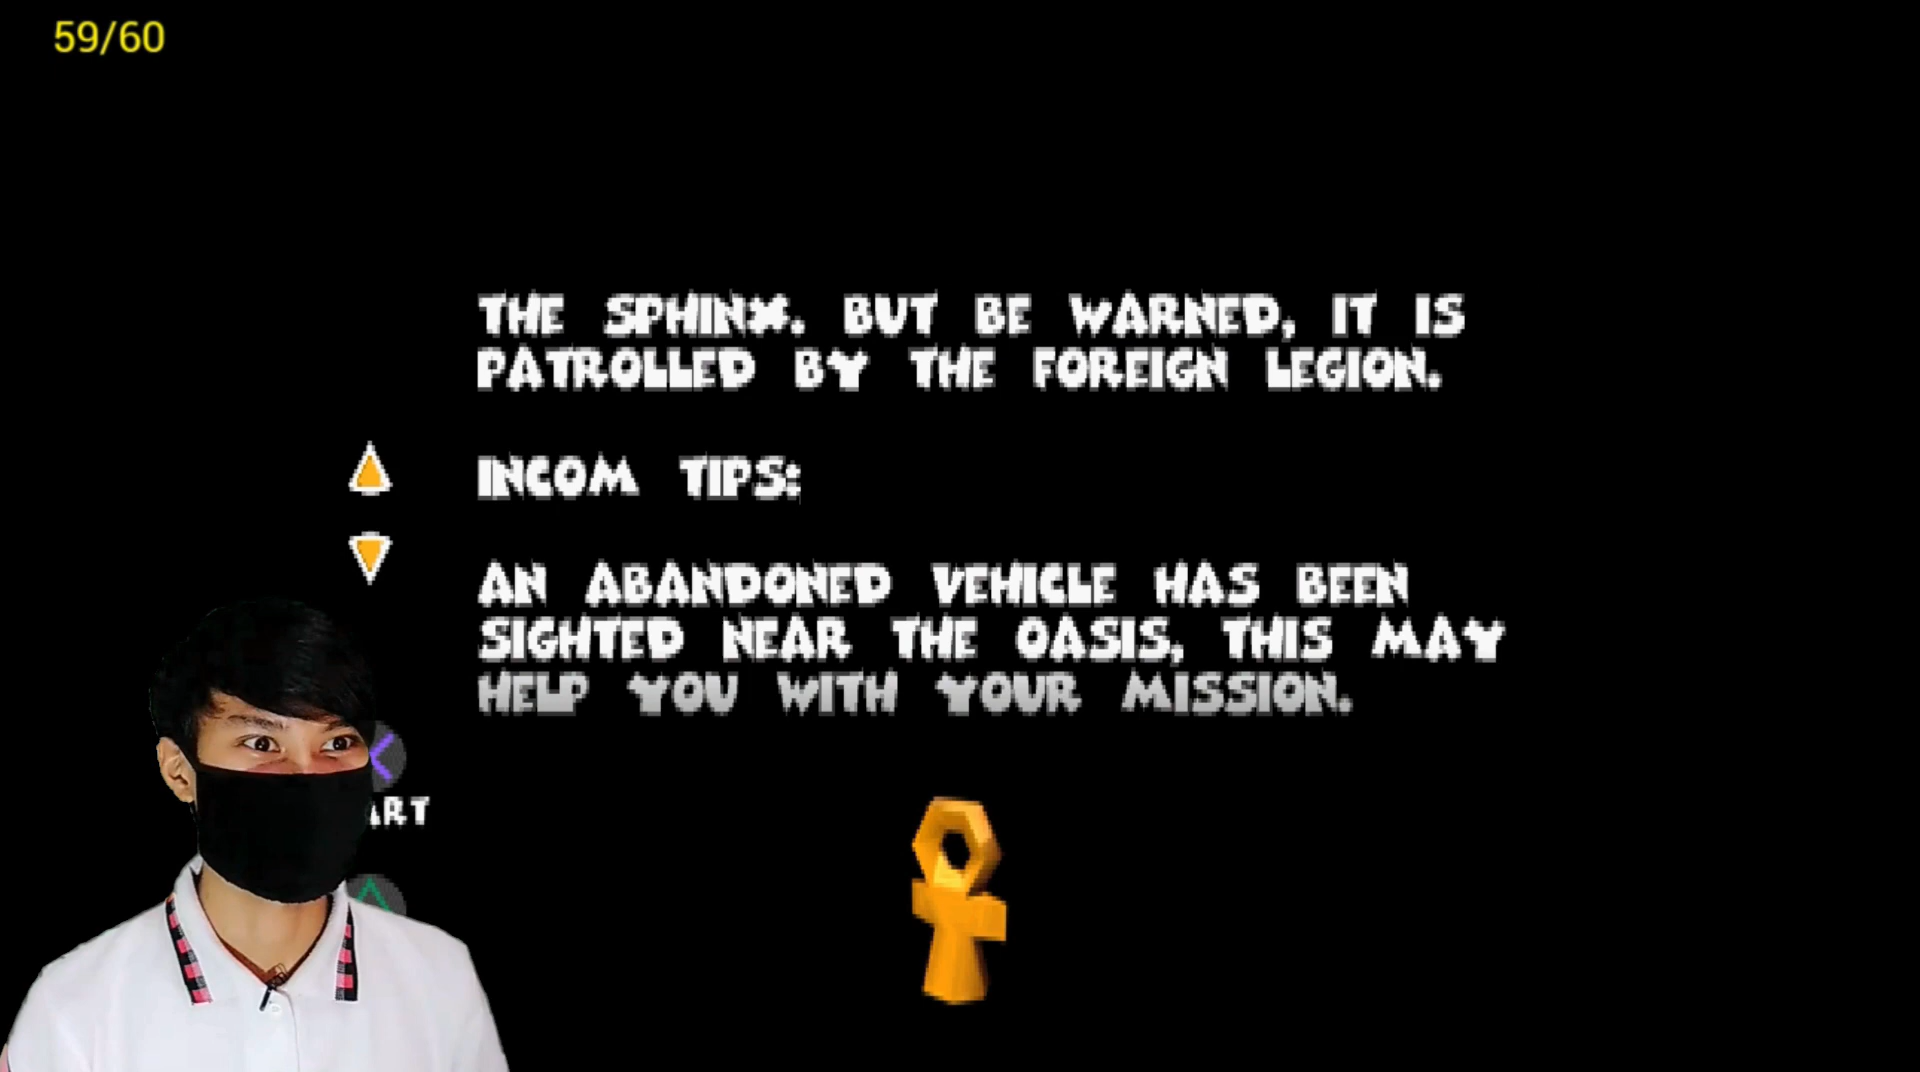 59/60
THE SPHINX. BUT BE WARNED, IT IS
PATROLLED BY THE FOREIGN LEGION.
INCOM TIPS:
AN ABANDONED VEHICLE HAS BEEN
SIGHTED NEAR THE OASIS, THIS MAY
HELP YOU WITH YOUR MISSION.